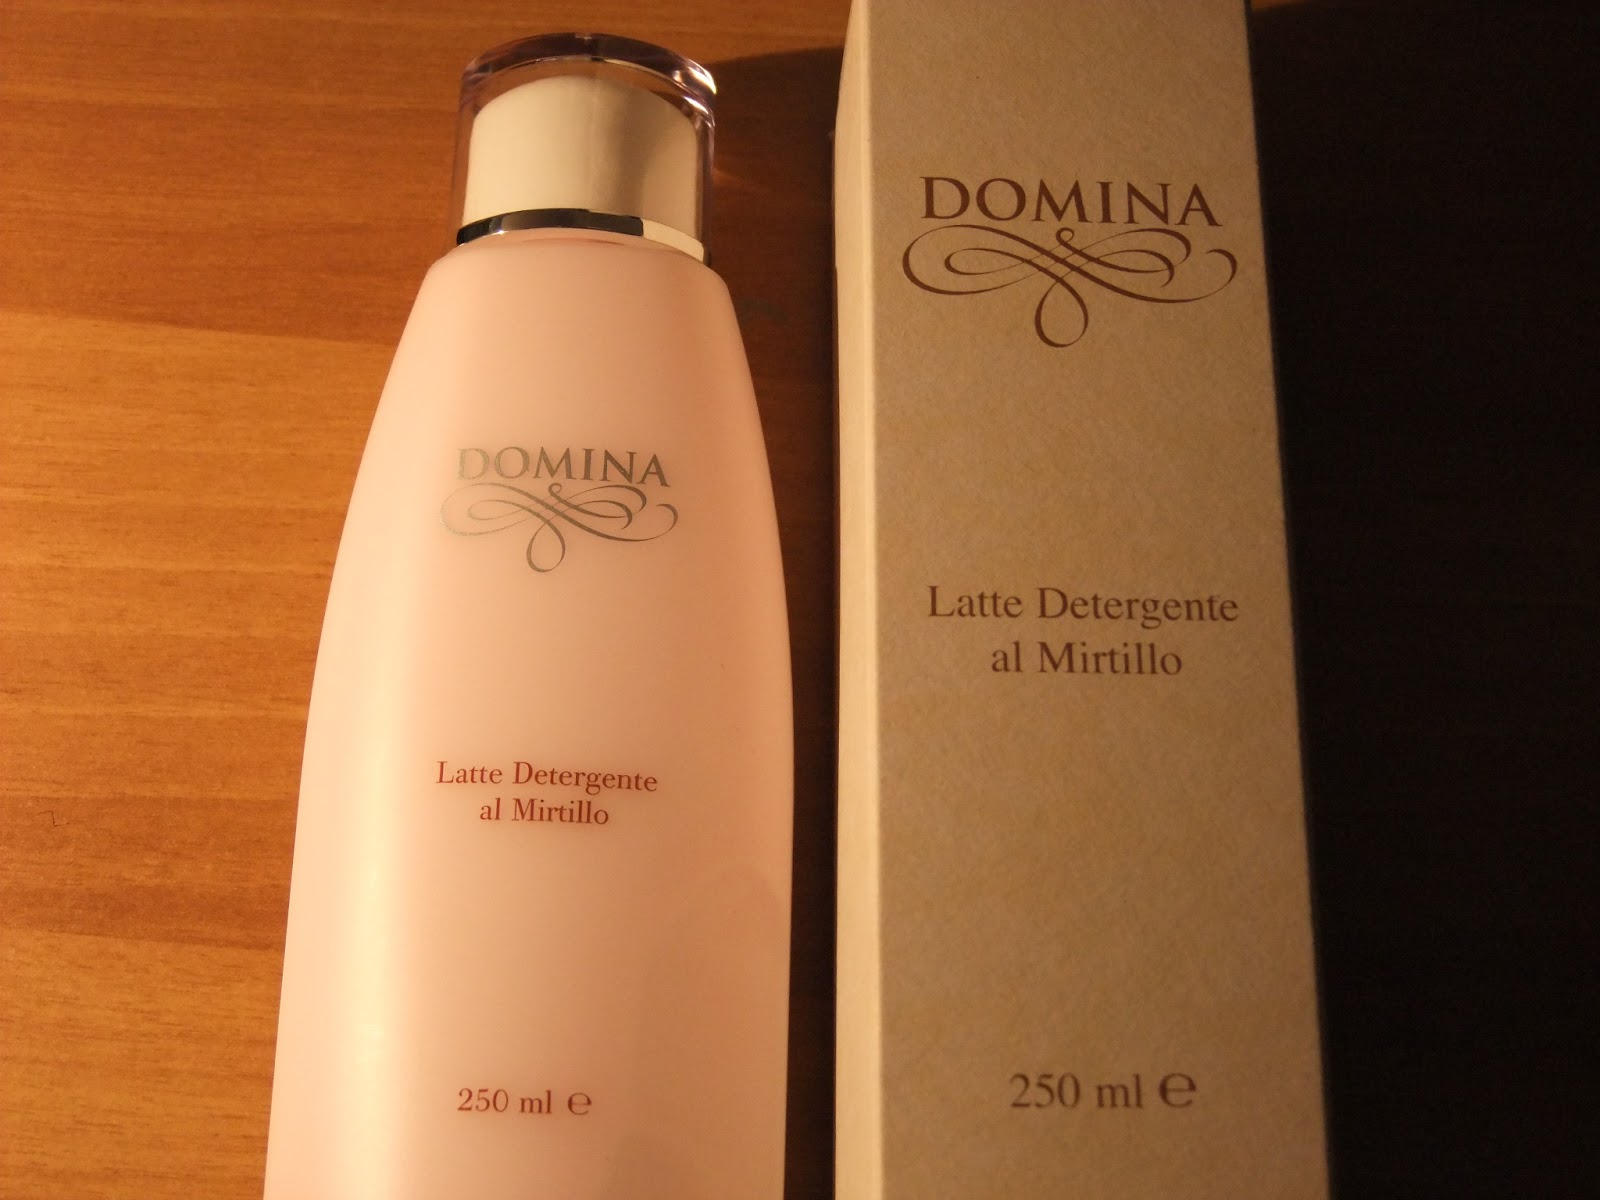 DOMINA
Latte Detergente
al Mirtillo
250 ml ℮
DOMINA
Latte Detergente
al Mirtillo
250 ml ℮